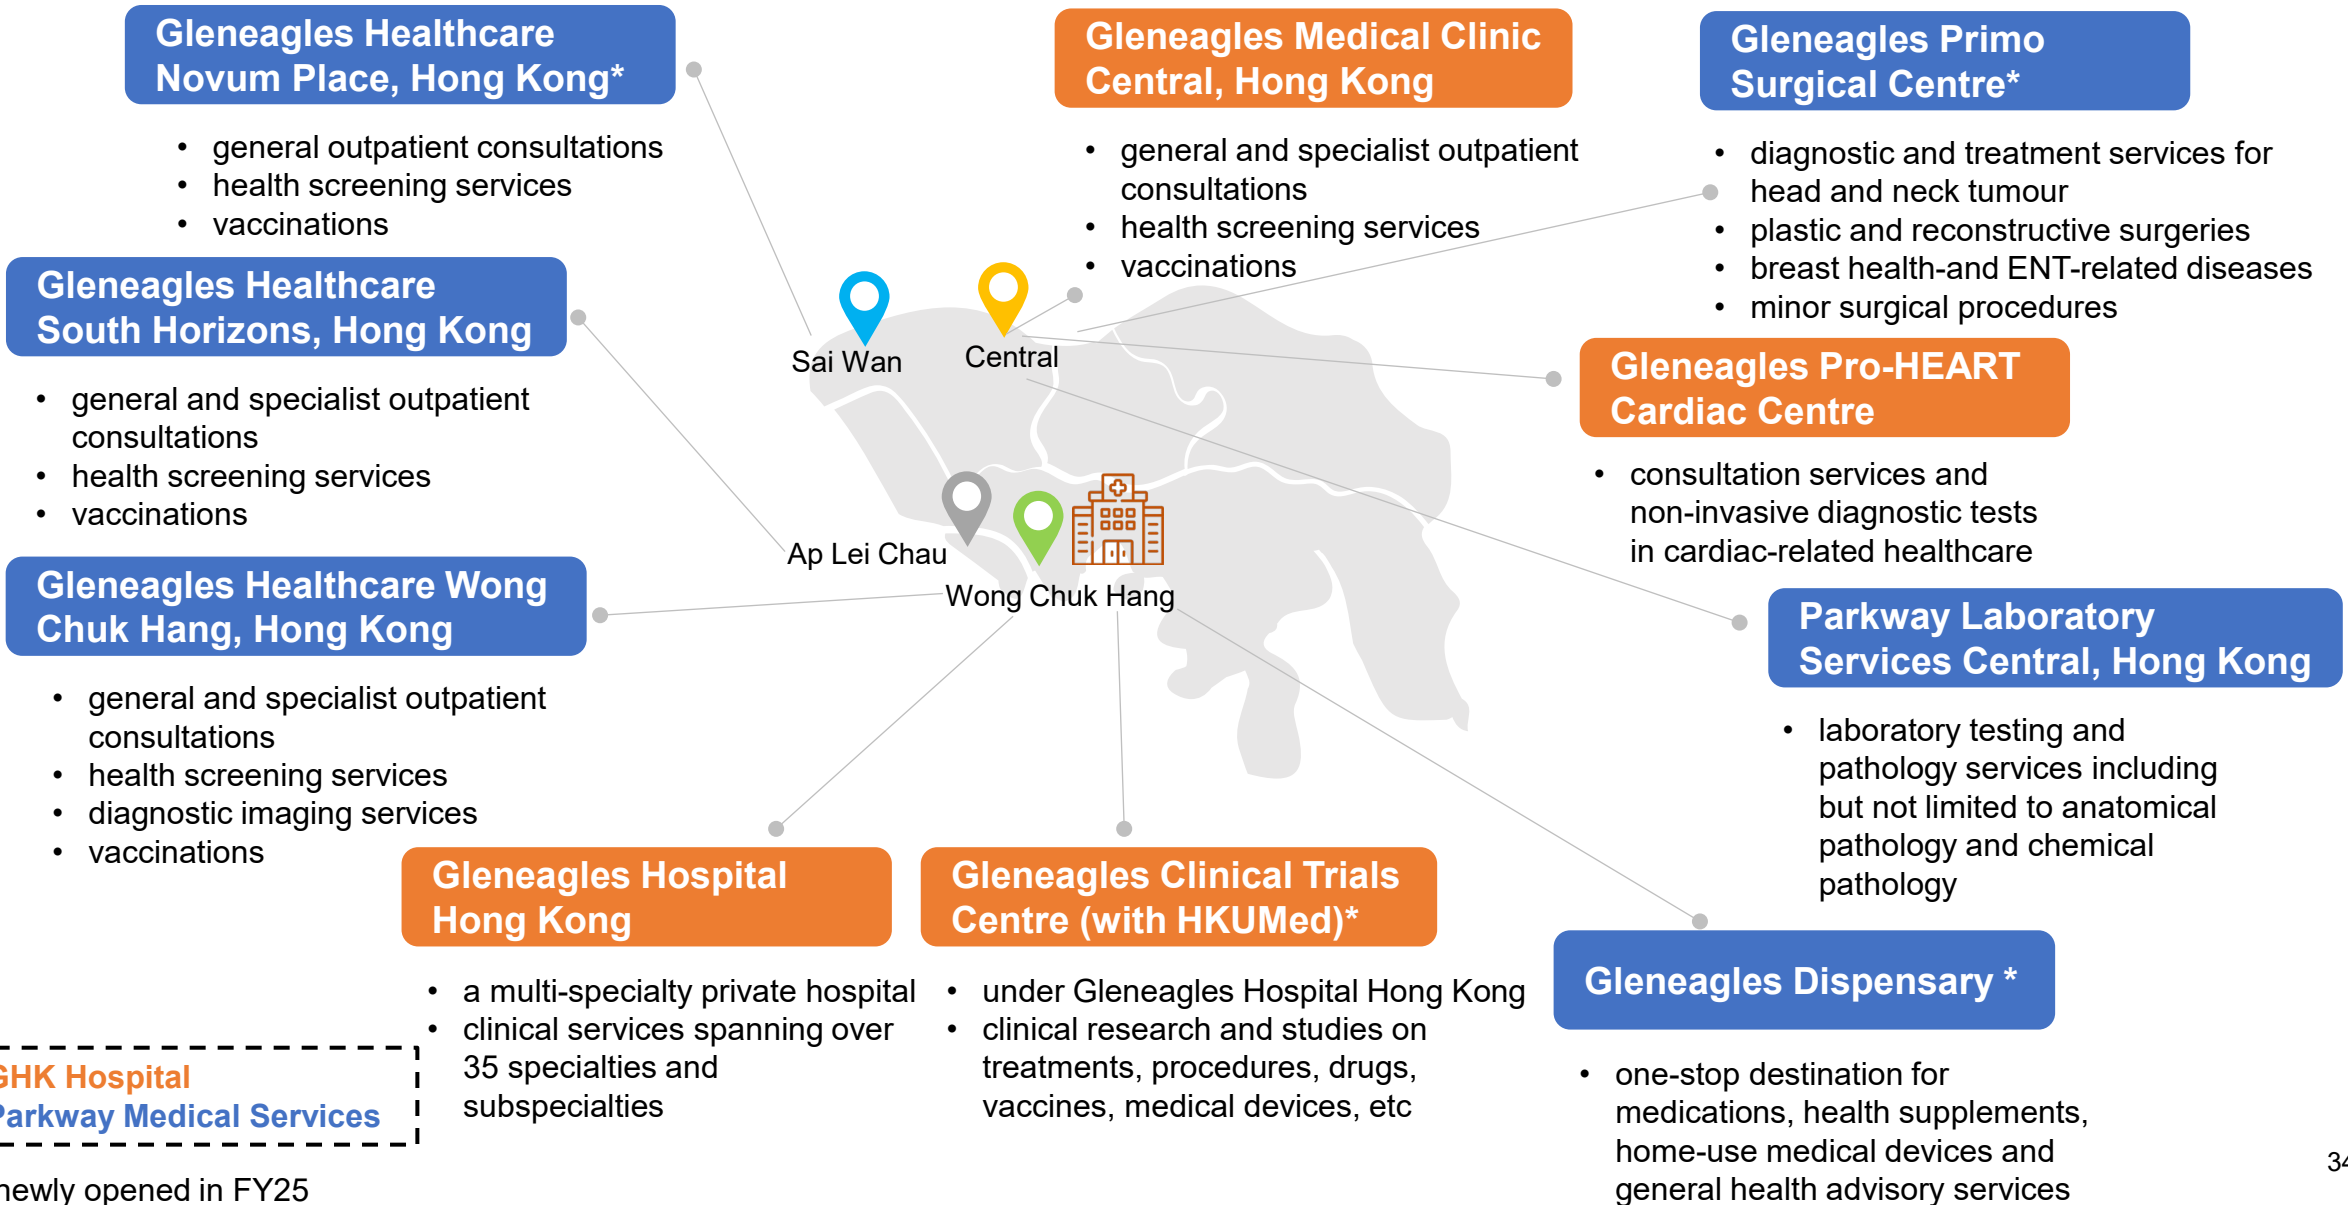 Gleneagles Healthcare
Novum Place, Hong Kong*
• general outpatient consultations
• health screening services
• vaccinations
Gleneagles Medical Clinic
Central, Hong Kong
• general and specialist outpatient
consultations
• health screening services
• vaccinations
Gleneagles Primo
Surgical Centre*
• diagnostic and treatment services for
• head and neck tumour
• plastic and reconstructive surgeries
• breast health-and ENT-related diseases
• minor surgical procedures
Gleneagles Healthcare
South Horizons, Hong Kong
• general and specialist outpatient
consultations
• health screening services
• vaccinations
Sai Wan
Central
Gleneagles Pro-HEART
Cardiac Centre
• consultation services and
non-invasive diagnostic tests
in cardiac-related healthcare
Ap Lei Chau
Wong Chuk Hang
Gleneagles Healthcare Wong
Chuk Hang, Hong Kong
• general and specialist outpatient
consultations
• health screening services
• diagnostic imaging services
• vaccinations
Parkway Laboratory
Services Central, Hong Kong
• laboratory testing and
pathology services including
but not limited to anatomical
pathology and chemical
pathology
Gleneagles Hospital
Hong Kong
• a multi-specialty private hospital
• clinical services spanning over
35 specialties and
subspecialties
Gleneagles Clinical Trials
Centre (with HKUMed)*
• under Gleneagles Hospital Hong Kong
• clinical research and studies on
treatments, procedures, drugs,
vaccines, medical devices, etc
Gleneagles Dispensary *
• one-stop destination for
medications, health supplements,
home-use medical devices and
general health advisory services
GHK Hospital
Parkway Medical Services
newly opened in FY25
34